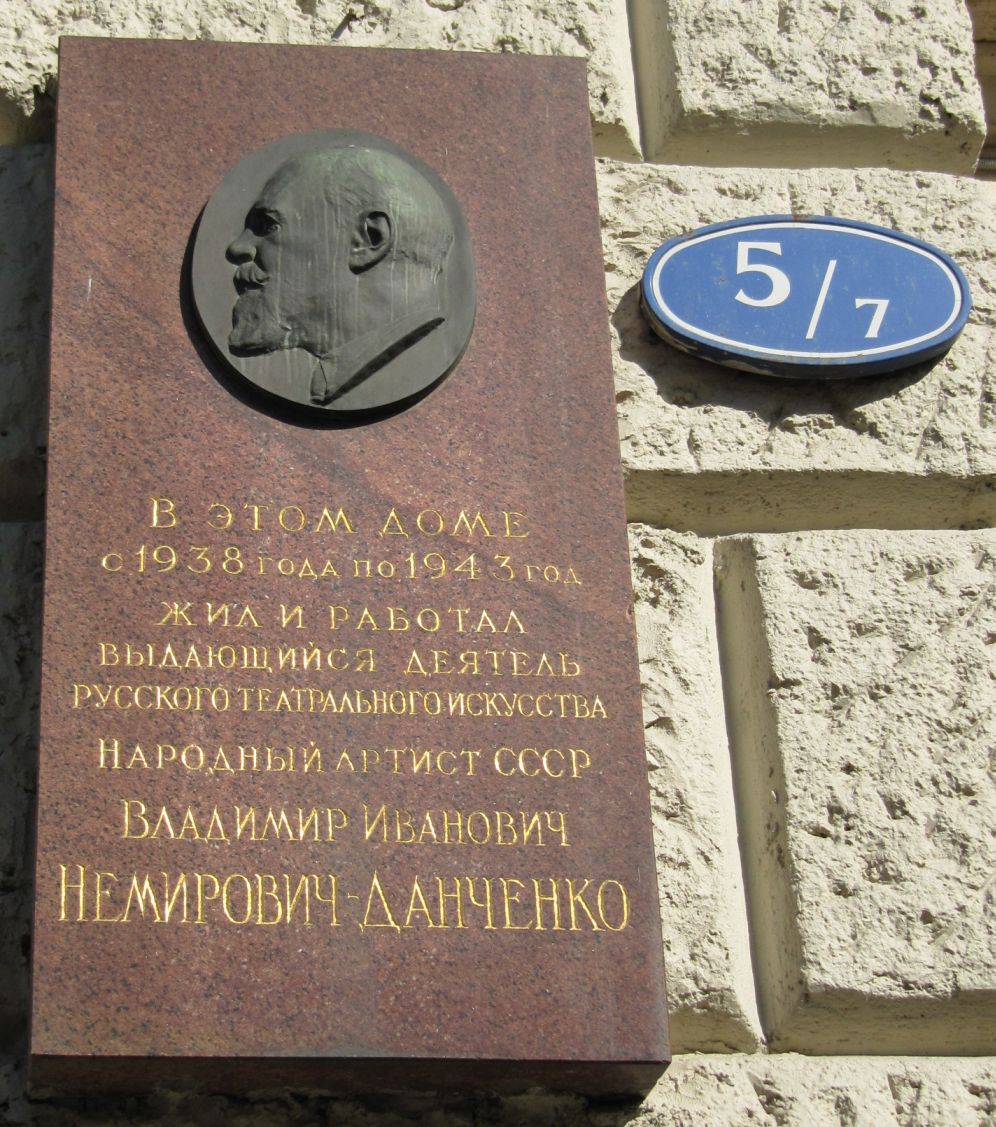 В ЭТОМ ДОМЕ
С 1938 ГОДА ПО 1943 ГОД
ЖИЛ И РАБОТАЛ
ВЫДАЮЩИЙСЯ ДЕЯТЕЛЬ
РУССКОГО ТЕАТРАЛЬНОГО ИСКУССТВА
НАРОДНЫЙ АРТИСТ СССР
ВЛАДИМИР ИВАНОВИЧ
НЕМИРОВИЧ-ДАНЧЕНКО
5/7